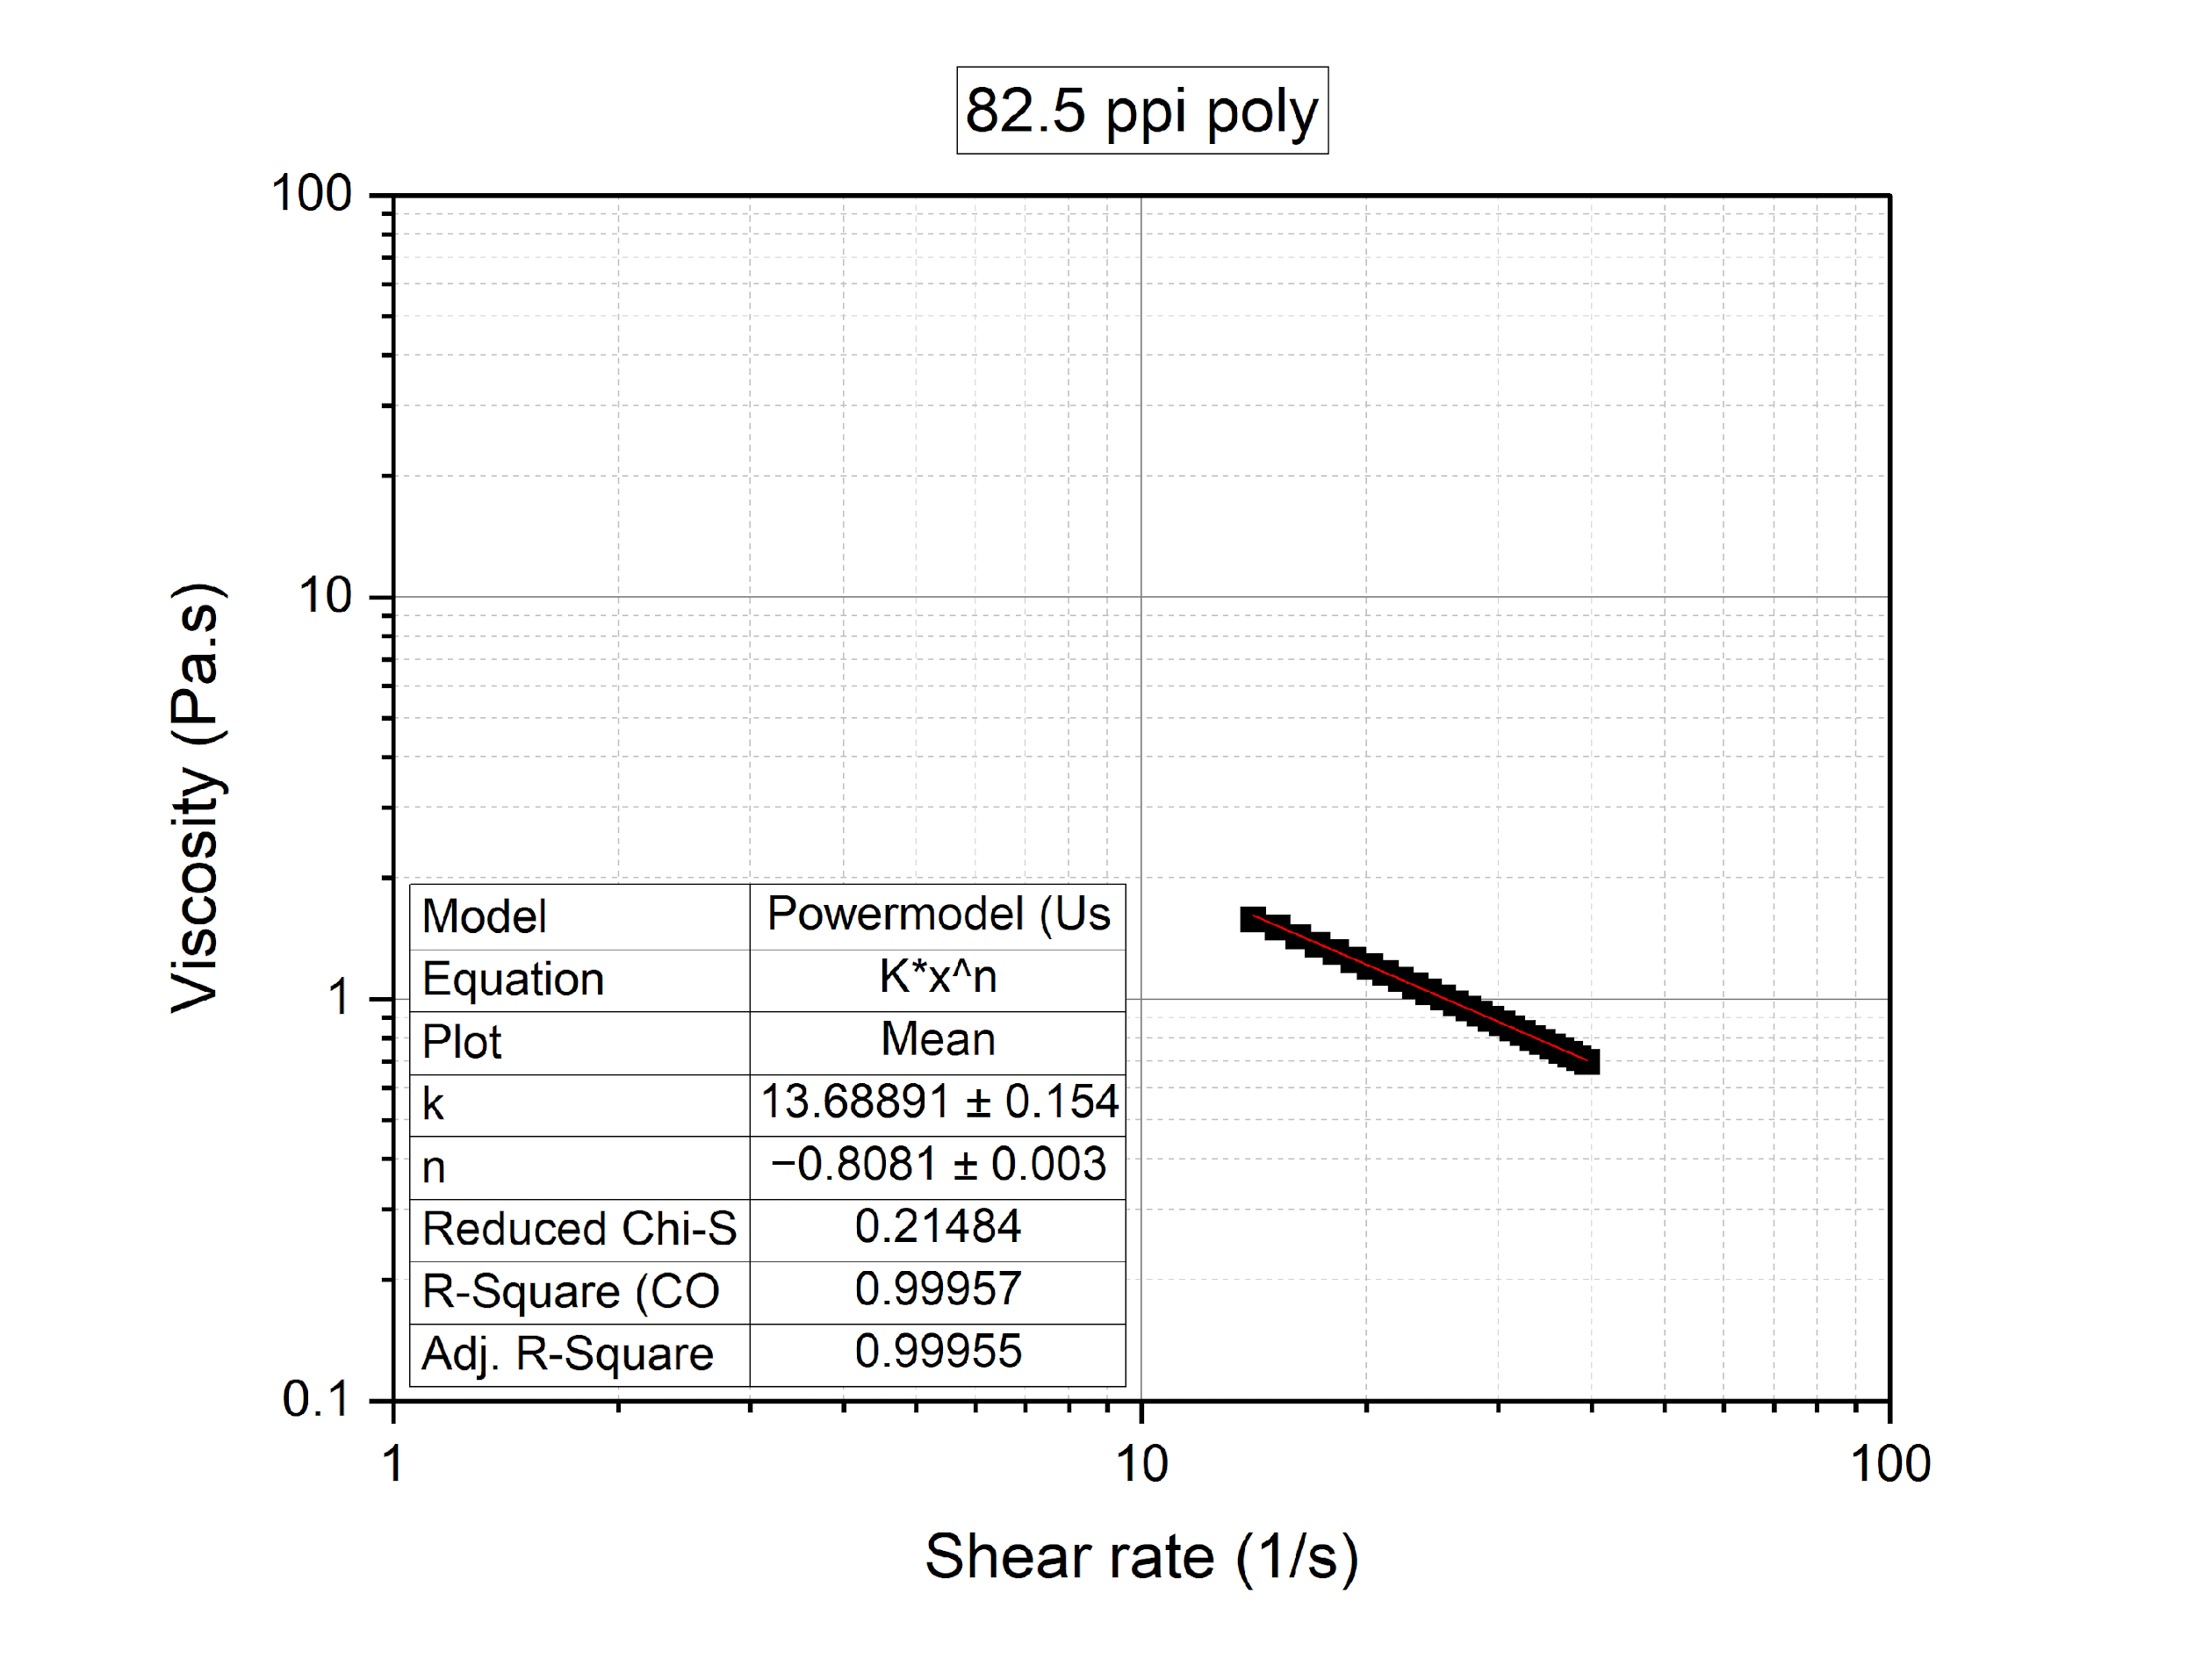 82.5 ppi poly
100
10
1
0.1
Viscosity (Pa.s)
Model Powermodel (Us
Equation K*x^n
Plot Mean
k 13.68891 ± 0.154
n −0.8081 ± 0.003
Reduced Chi-S 0.21484
R-Square (CO 0.99957
Adj. R-Square 0.99955
1 10 100
Shear rate (1/s)